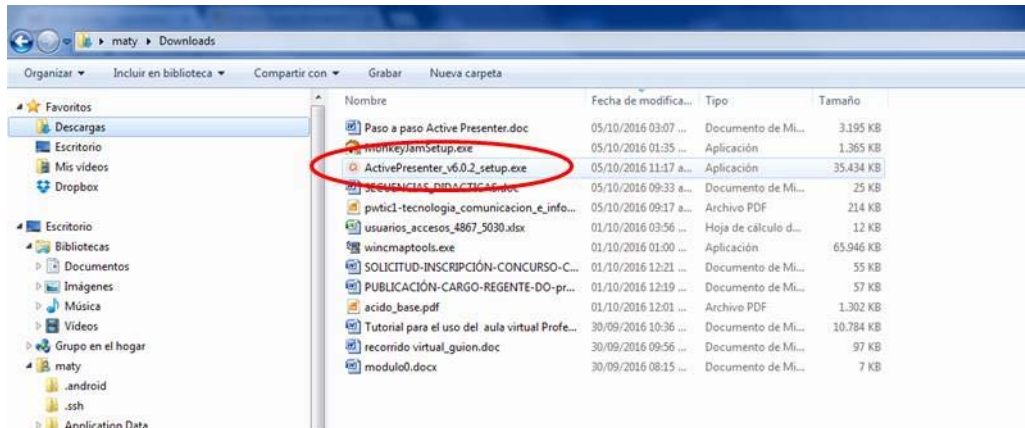 maty ▸ Downloads
Organizar Incluir en biblioteca Compartir con Grabar Nueva carpeta
Nombre Fecha de modifica... Tipo Tamaño
Favoritos
Descargas
Escritorio
Mis vídeos
Dropbox
Escritorio
Bibliotecas
Documentos
Imágenes
Música
Vídeos
Grupo en el hogar
maty
.android
.ssh
Application Data
Paso a paso Active Presenter.doc 05/10/2016 03:07 ... Documento de Mi... 3.195 KB
MonkeyJamSetup.exe 05/10/2016 01:35 ... Aplicación 1.365 KB
ActivePresenter_v6.0.2_setup.exe 05/10/2016 11:17 a... Aplicación 35.434 KB
SECUENCIAS_DIDACTICAS.doc 05/10/2016 09:33 a... Documento de Mi... 25 KB
pwtic1-tecnologia_comunicacion_e_info... 05/10/2016 09:17 a... Archivo PDF 214 KB
usuarios_accesos_4867_5030.xlsx 01/10/2016 03:56 ... Hoja de cálculo d... 12 KB
wincmaptools.exe 01/10/2016 01:00 ... Aplicación 65.946 KB
SOLICITUD-INSCRIPCIÓN-CONCURSO-C... 01/10/2016 12:21 ... Documento de Mi... 55 KB
PUBLICACIÓN-CARGO-REGENTE-DO-pr... 01/10/2016 12:19 ... Documento de Mi... 57 KB
acido_base.pdf 01/10/2016 12:01 ... Archivo PDF 1.302 KB
Tutorial para el uso del aula virtual Profe... 30/09/2016 10:36 ... Documento de Mi... 10.784 KB
recorrido virtual_guion.doc 30/09/2016 09:56 ... Documento de Mi... 97 KB
modulo0.docx 30/09/2016 08:15 ... Documento de Mi... 7 KB